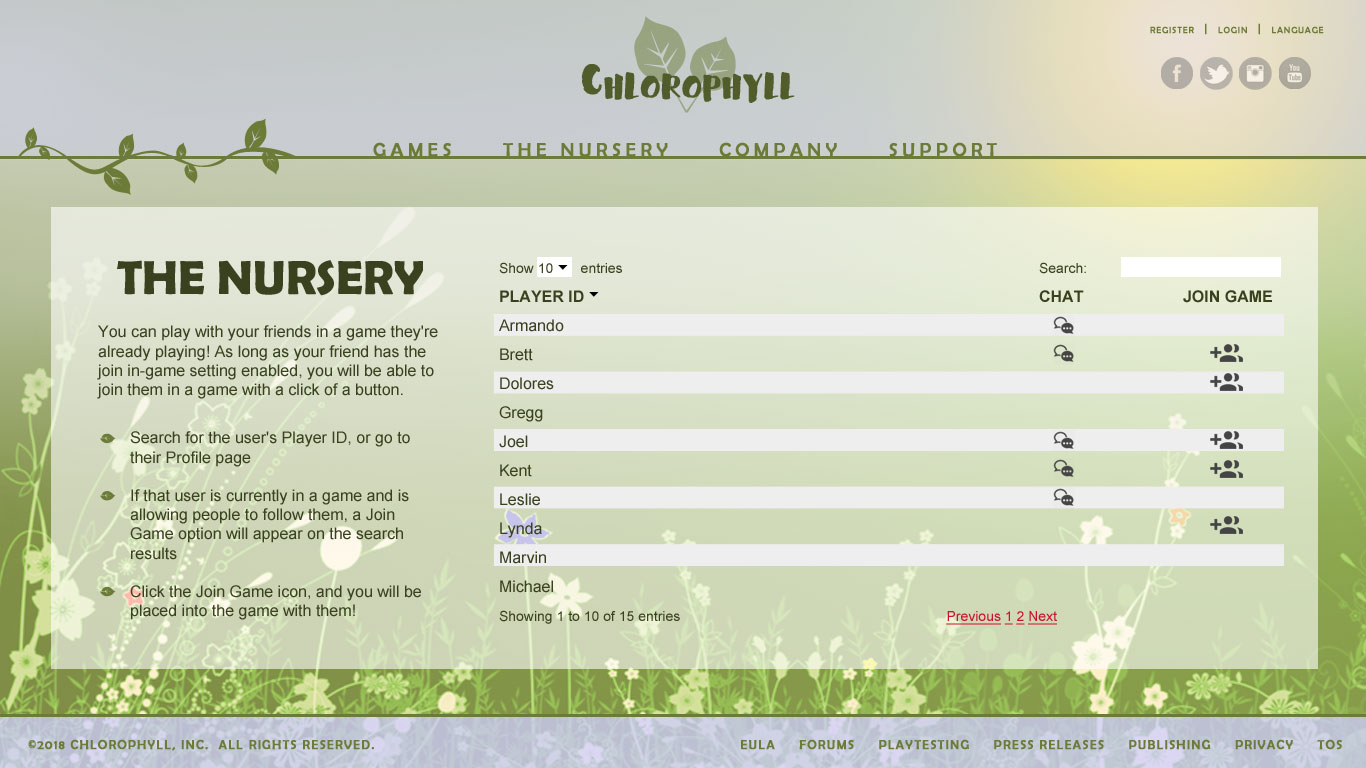 REGISTER | LOGIN | LANGUAGE
CHLOROPHYLL
You Tube
GAMES THE NURSERY COMPANY SUPPORT
THE NURSERY
You can play with your friends in a game they're
already playing! As long as your friend has the
join in-game setting enabled, you will be able to
join them in a game with a click of a button.
Search for the user's Player ID, or go to
their Profile page
If that user is currently in a game and is
allowing people to follow them, a Join
Game option will appear on the search
results
Click the Join Game icon, and you will be
placed into the game with them!
Show 10 entries Search:
PLAYER ID CHAT JOIN GAME
Armando
Brett
Dolores
Gregg
Joel
Kent
Leslie
Lynda
Marvin
Michael
Showing 1 to 10 of 15 entries Previous 1 2 Next
©2018 CHLOROPHYLL, INC. ALL RIGHTS RESERVED. EULA FORUMS PLAYTESTING PRESS RELEASES PUBLISHING PRIVACY TOS